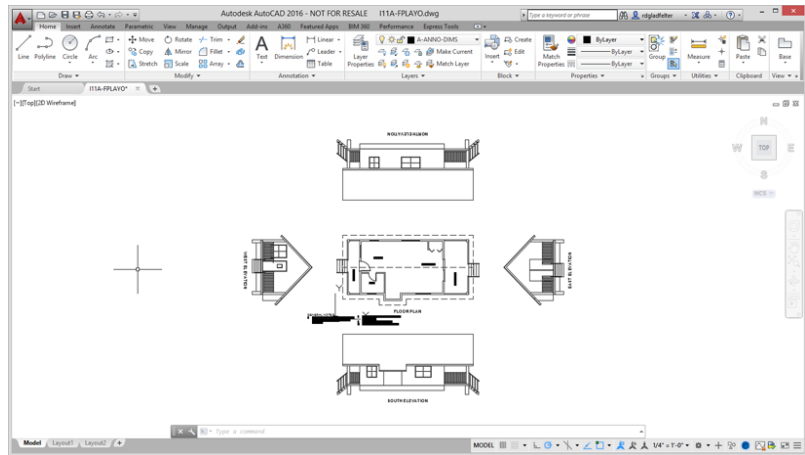 Autodesk AutoCAD 2016 - NOT FOR RESALE I11A-FPLAYO.dwg
Type a keyword or phrase
rdgladfelter
Home Insert Annotate Parametric View Manage Output Add-ins A360 Featured Apps BIM 360 Performance Express Tools
Move Rotate Trim
Copy Mirror Fillet
Stretch Scale Array
Line Polyline Circle Arc
Text Dimension
Linear
Leader
Table
Layer Properties
A-ANNO-DIMS
Make Current
Match Layer
Insert
Create
Edit
Match Properties
ByLayer
ByLayer
ByLayer
Group
Measure
Paste
Base
Draw Modify Annotation Layers Block Properties Groups Utilities Clipboard View
Start I11A-FPLAYO*
[-][Top][2D Wireframe]
N
W TOP E
S
WCS
NORTH ELEVATION
WEST ELEVATION
EAST ELEVATION
Y
X
FLOOR PLAN
SOUTH ELEVATION
Type a command
Model Layout1 Layout2 +
MODEL 1/4" = 1'-0"